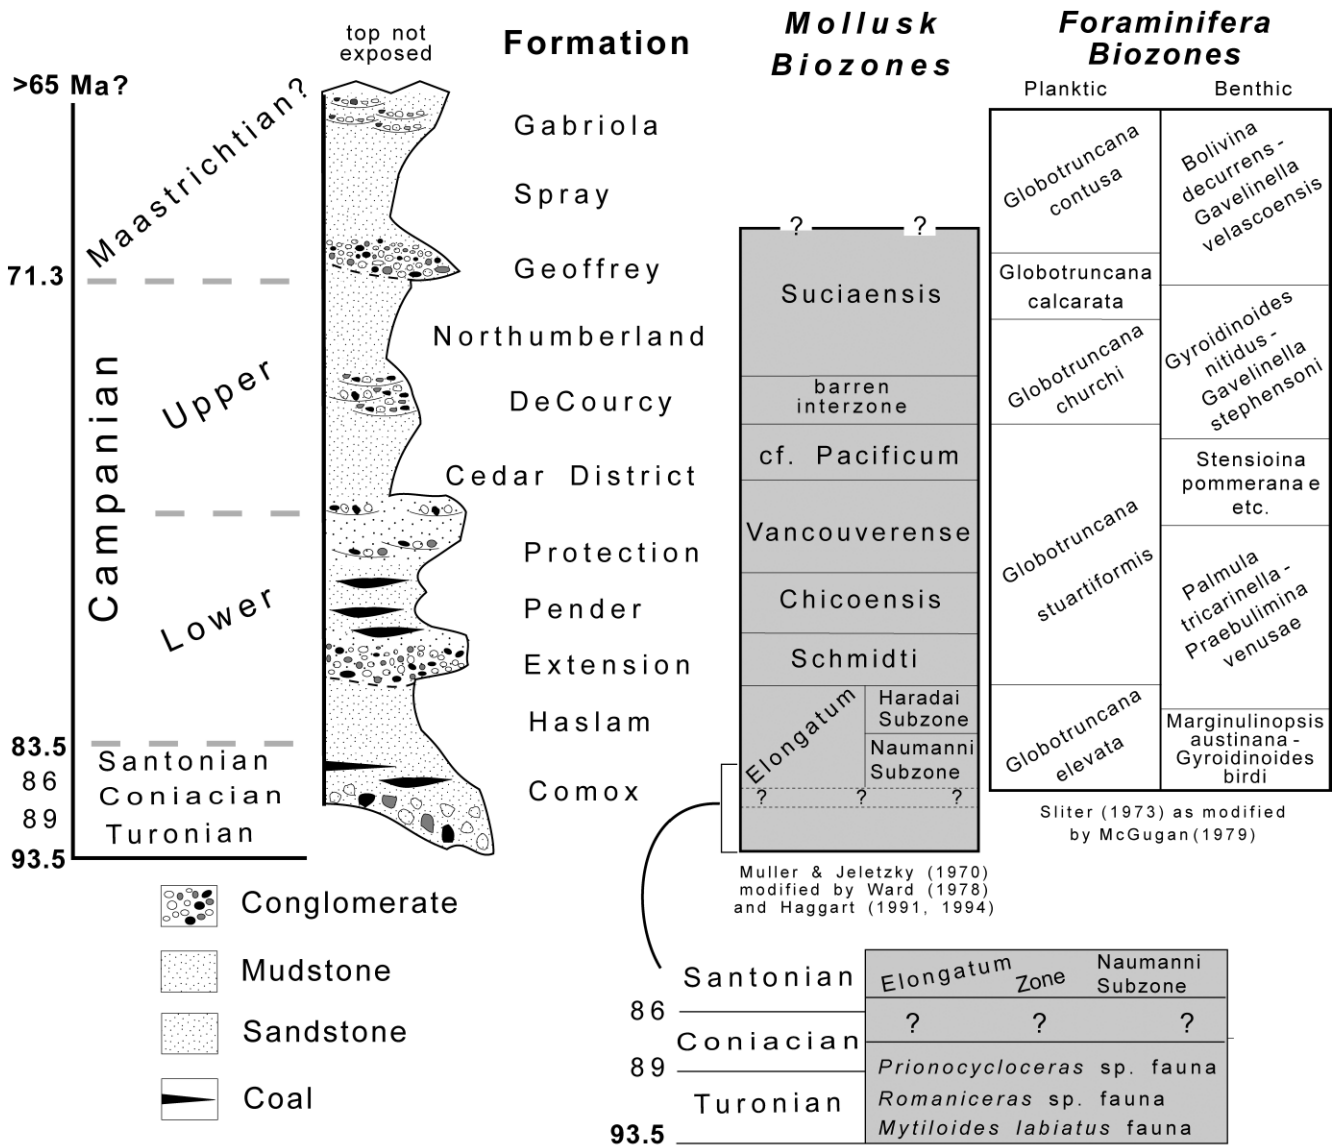 top not
exposed
Formation
Mollusk
Biozones
Foraminifera
Biozones
Planktic
Benthic
>65 Ma?
71.3
83.5
86
89
93.5
Maastrichtian?
Campanian
Upper
Lower
Santonian
Coniacian
Turonian
Gabriola
Spray
Geoffrey
Northumberland
DeCourcy
Cedar District
Protection
Pender
Extension
Haslam
Comox
? ?
Suciaensis
barren
interzone
cf. Pacificum
Vancouverense
Chicoensis
Schmidti
Elongatum
Haradai
Subzone
Naumanni
Subzone
? ? ?
Muller & Jeletzky (1970)
modified by Ward (1978)
and Haggart (1991, 1994)
Globotruncana
contusa
Globotruncana
calcarata
Globotruncana
churchi
Globotruncana
stuartiformis
Globotruncana
elevata
Bolivina
decurrens -
Gavelinella
velascoensis
Gyroidinoides
nitidus -
Gavelinella
stephensoni
Stensioina
pommerana e
etc.
Palmula
tricarinella -
Praebulimina
venusae
Marginulinopsis
austinana -
Gyroidinoides
birdi
Sliter (1973) as modified
by McGugan (1979)
Conglomerate
Mudstone
Sandstone
Coal
Santonian
86
Coniacian
89
Turonian
93.5
Elongatum Zone
Naumanni
Subzone
? ? ?
Prionocycloceras sp. fauna
Romaniceras sp. fauna
Mytiloides labiatus fauna